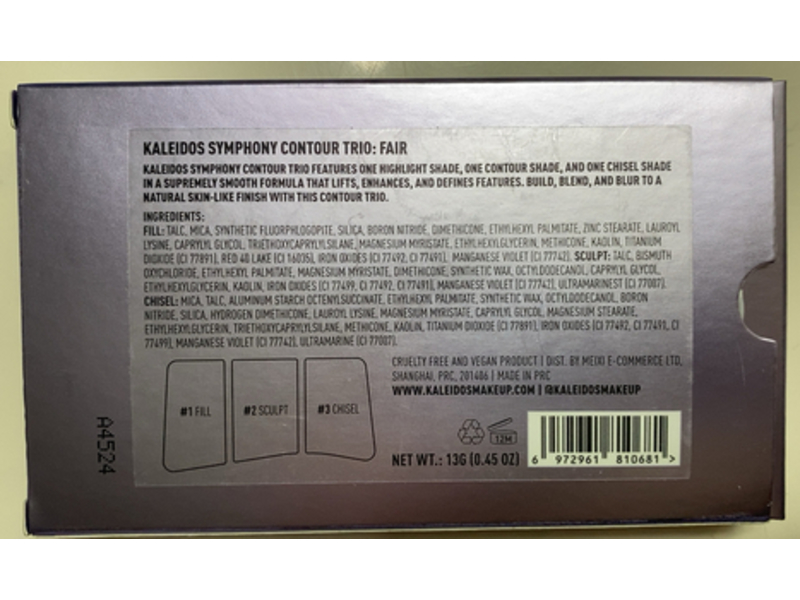 KALEIDOS SYMPHONY CONTOUR TRIO: FAIR
KALEIDOS SYMPHONY CONTOUR TRIO FEATURES ONE HIGHLIGHT SHADE, ONE CONTOUR SHADE, AND ONE CHISEL SHADE
IN A SUPREMELY SMOOTH FORMULA THAT LIFTS, ENHANCES, AND DEFINES FEATURES. BUILD, BLEND, AND BLUR TO A
NATURAL SKIN-LIKE FINISH WITH THIS CONTOUR TRIO.
INGREDIENTS:
FILL: TALC, MICA, SYNTHETIC FLUORPHLOGOPITE, SILICA, BORON NITRIDE, DIMETHICONE, ETHYLHEXYL PALMITATE, ZINC STEARATE, LAUROYL
LYSINE, CAPRYLYL GLYCOL, TRIETHOXYCAPRYLYLSILANE, MAGNESIUM MYRISTATE, ETHYLHEXYLGLYCERIN, METHICONE, KAOLIN, TITANIUM
DIOXIDE (CI 77891), RED 40 LAKE (CI 16035), IRON OXIDES (CI 77492, CI 77491), MANGANESE VIOLET (CI 77742). SCULPT: TALC, BISMUTH
OXYCHLORIDE, ETHYLHEXYL PALMITATE, MAGNESIUM MYRISTATE, DIMETHICONE, SYNTHETIC WAX, OCTYLDODECANOL, CAPRYLYL GLYCOL,
ETHYLHEXYLGLYCERIN, KAOLIN, IRON OXIDES (CI 77499, CI 77492, CI 77491), MANGANESE VIOLET (CI 77742), ULTRAMARINEST (CI 77007).
CHISEL: MICA, TALC, ALUMINUM STARCH OCTENYLSUCCINATE, ETHYLHEXYL PALMITATE, SYNTHETIC WAX, OCTYLDODECANOL, BORON
NITRIDE, SILICA, HYDROGEN DIMETHICONE, LAUROYL LYSINE, MAGNESIUM MYRISTATE, CAPRYLYL GLYCOL, MAGNESIUM STEARATE,
ETHYLHEXYLGLYCERIN, TRIETHOXYCAPRYLYLSILANE, METHICONE, KAOLIN, TITANIUM DIOXIDE (CI 77891), IRON OXIDES (CI 77492, CI 77491, CI
77499), MANGANESE VIOLET (CI 77742), ULTRAMARINE (CI 77007).
#1 FILL
#2 SCULPT
#3 CHISEL
CRUELTY FREE AND VEGAN PRODUCT | DIST. BY MEIXI E-COMMERCE LTD,
SHANGHAI, PRC, 201406 | MADE IN PRC
WWW.KALEIDOSMAKEUP.COM | @KALEIDOSMAKEUP
12M
NET WT.: 13G (0.45 OZ)
6 972961 810681 >
A4524